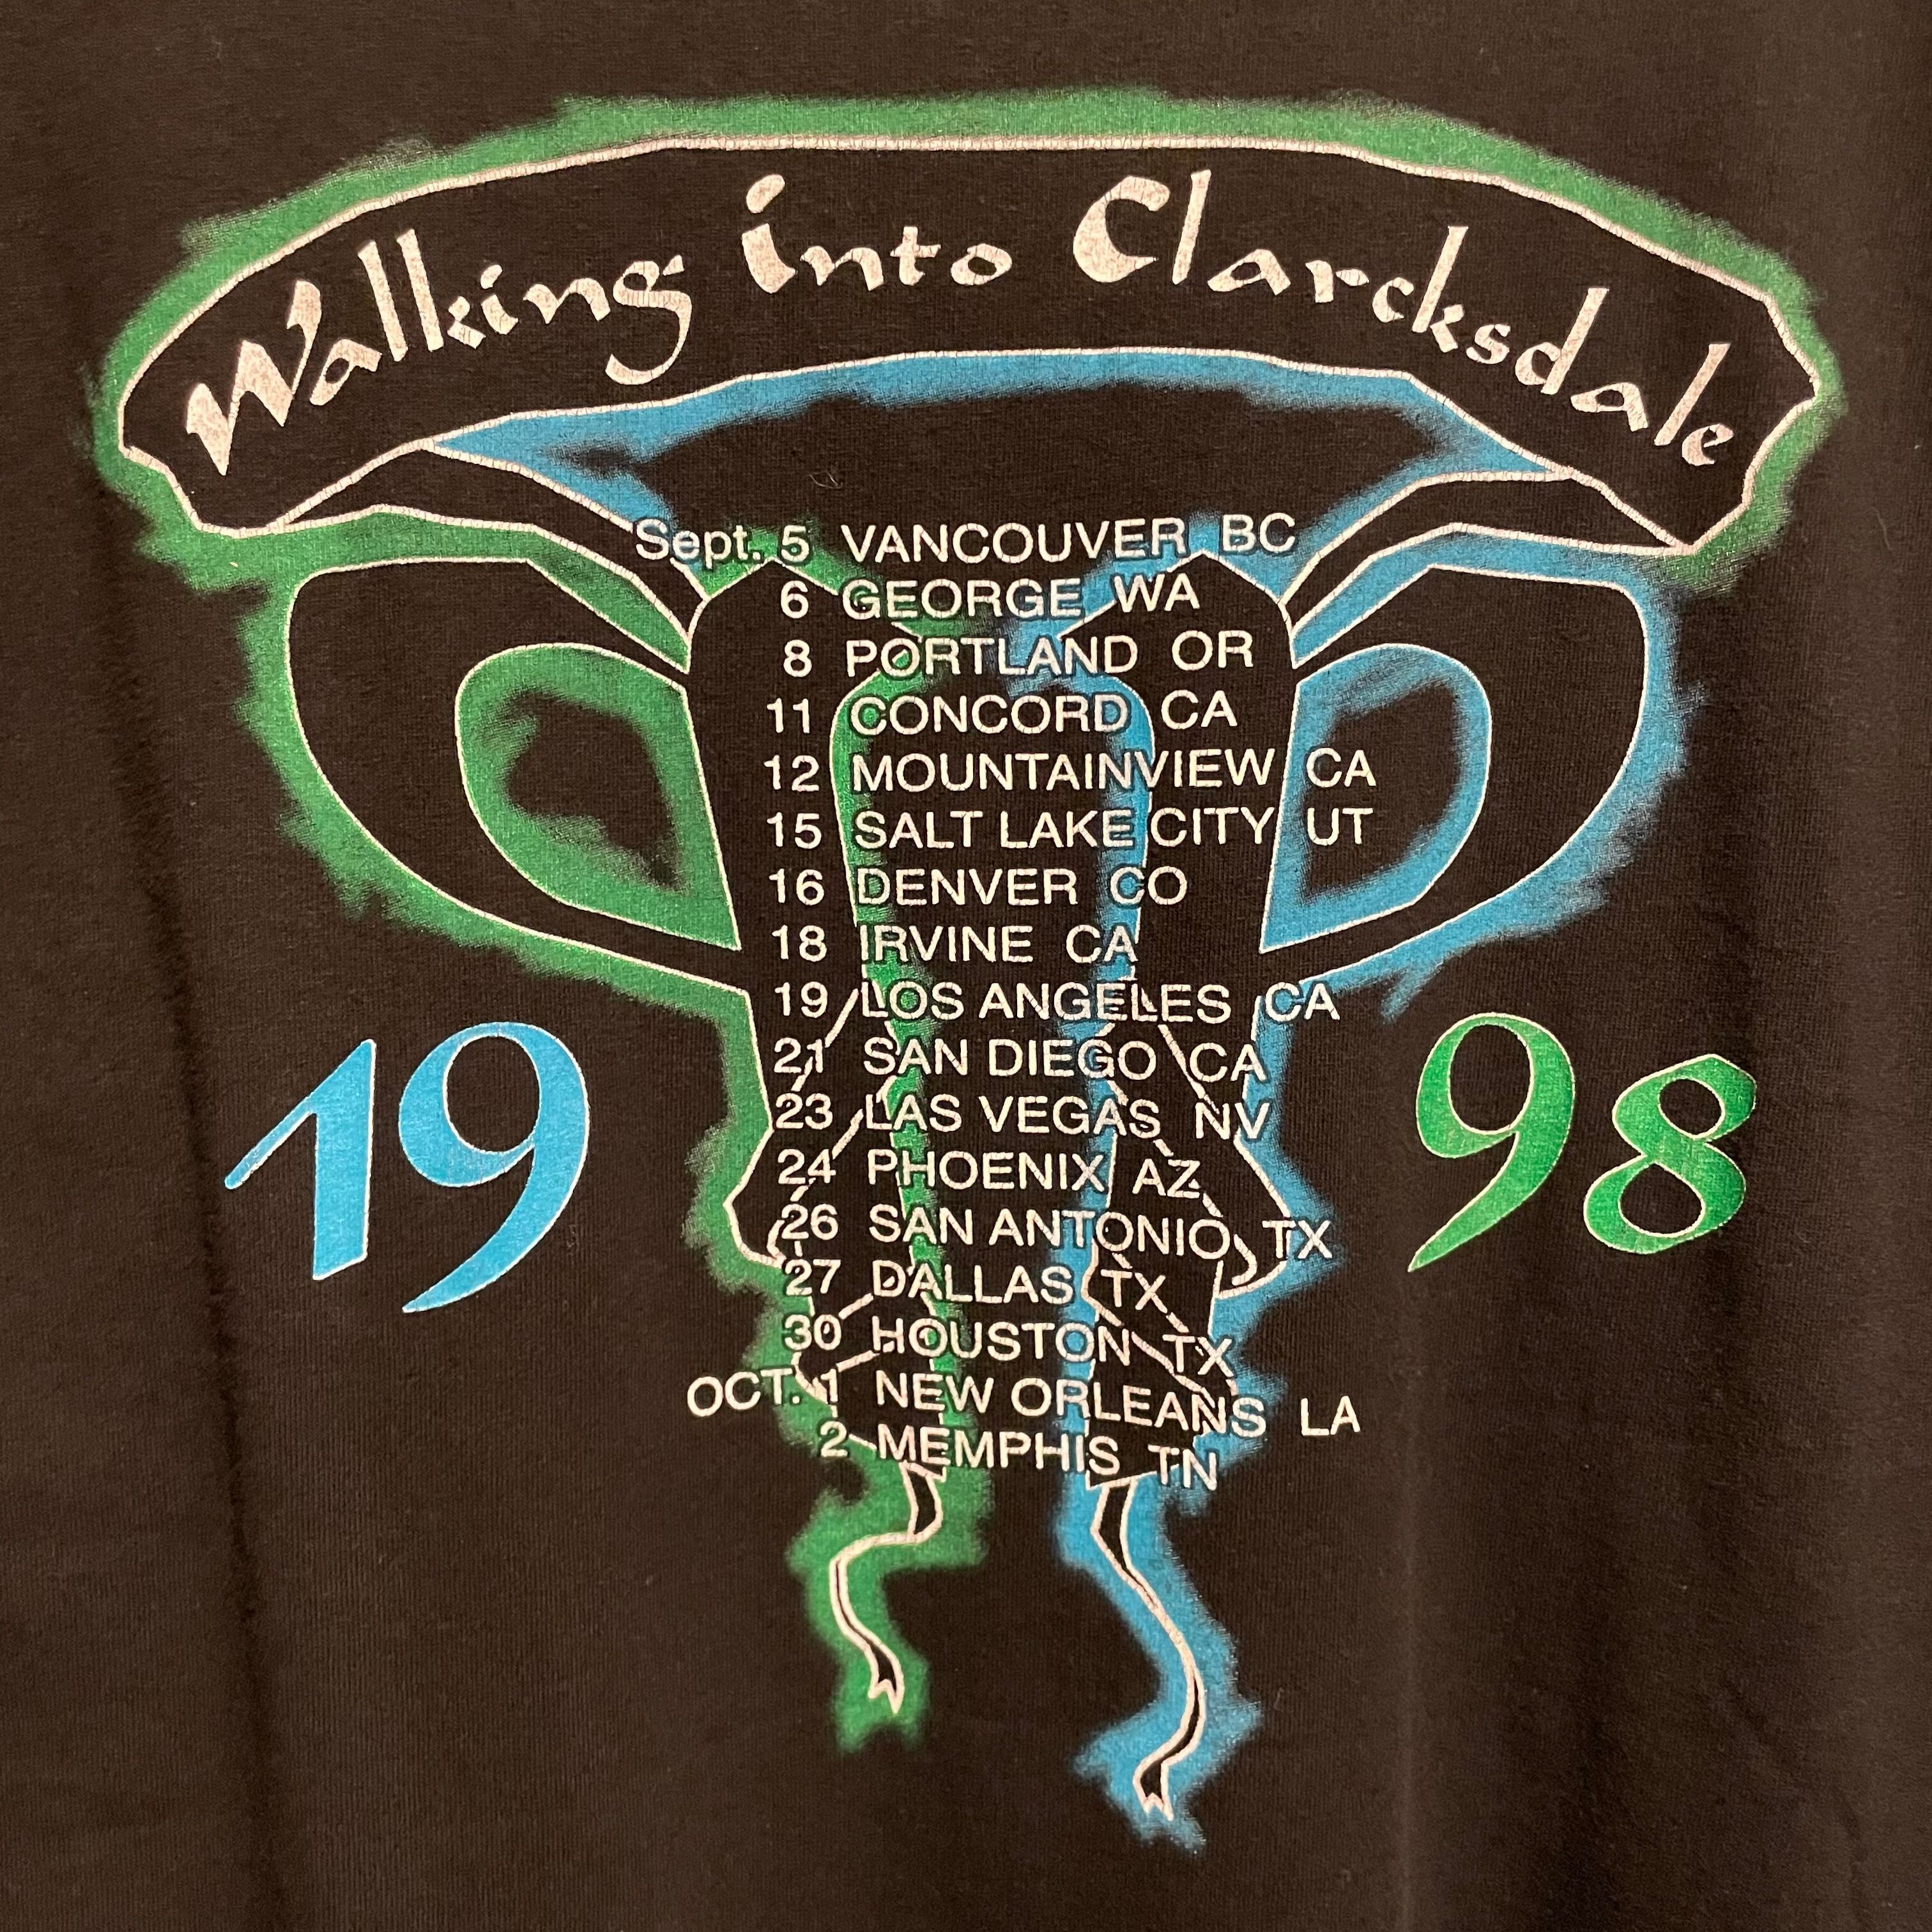 Walking into Clarcksdale
Sept. 5 VANCOUVER BC
6 GEORGE WA
8 PORTLAND OR
11 CONCORD CA
12 MOUNTAINVIEW CA
15 SALT LAKE CITY UT
16 DENVER CO
18 IRVINE CA
19 LOS ANGELES CA
21 SAN DIEGO CA
23 LAS VEGAS NV
24 PHOENIX AZ
26 SAN ANTONIO TX
27 DALLAS TX
30 HOUSTON TX
OCT. 1 NEW ORLEANS LA
2 MEMPHIS TN
19 98